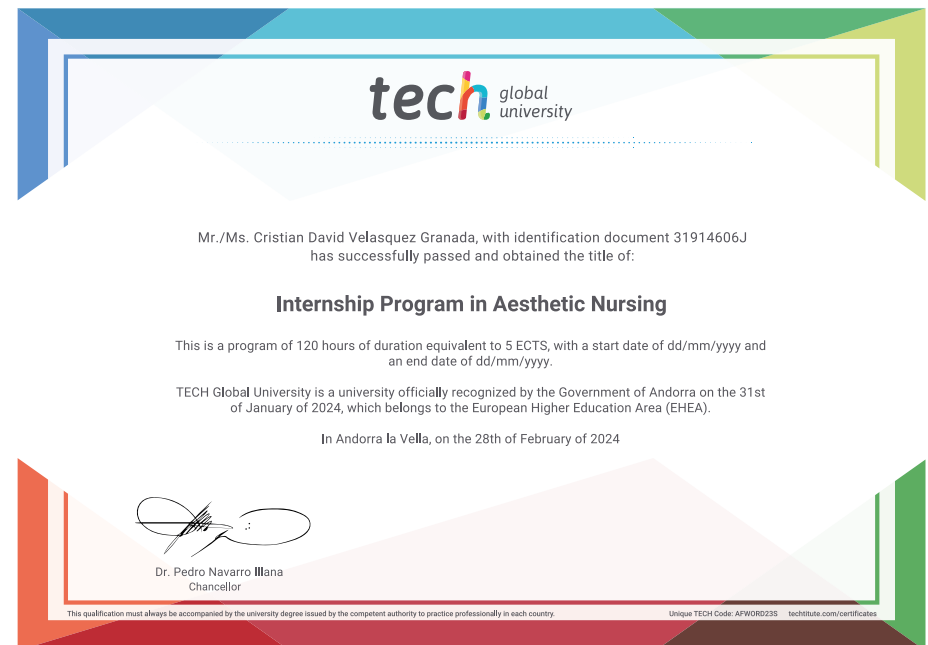 tech global
university
Mr./Ms. Cristian David Velasquez Granada, with identification document 31914606J
has successfully passed and obtained the title of:
Internship Program in Aesthetic Nursing
This is a program of 120 hours of duration equivalent to 5 ECTS, with a start date of dd/mm/yyyy and
an end date of dd/mm/yyyy.
TECH Global University is a university officially recognized by the Government of Andorra on the 31st
of January of 2024, which belongs to the European Higher Education Area (EHEA).
In Andorra la Vella, on the 28th of February of 2024
Dr. Pedro Navarro Illana
Chancellor
This qualification must always be accompanied by the university degree issued by the competent authority to practice professionally in each country. Unique TECH Code: AFWORD23S techtitute.com/certificates